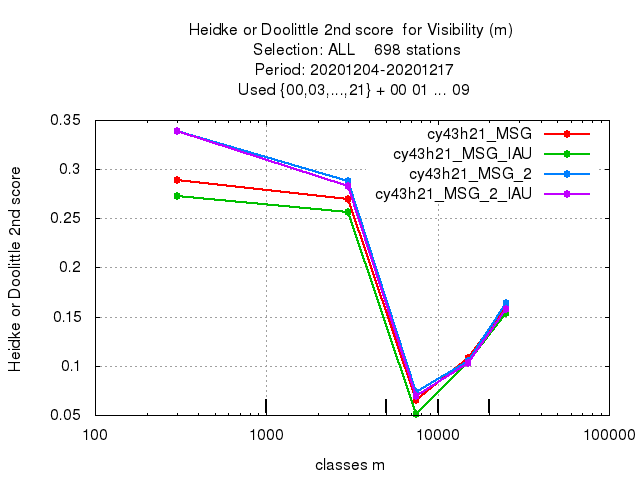 Heidke or Doolittle 2nd score  for Visibility (m)
Selection: ALL    698 stations
Period: 20201204-20201217
Used {00,03,...,21} + 00 01 ... 09
Heidke or Doolittle 2nd score
0.35
0.3
0.25
0.2
0.15
0.1
0.05
cy43h21_MSG
cy43h21_MSG_IAU
cy43h21_MSG_2
cy43h21_MSG_2_IAU
100 1000 10000 100000
classes m